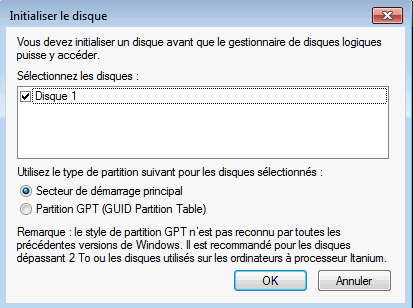 Initialiser le disque
Vous devez initialiser un disque avant que le gestionnaire de disques logiques
puisse y accéder.
Sélectionnez les disques :
Disque 1
Utilisez le type de partition suivant pour les disques sélectionnés :
Secteur de démarrage principal
Partition GPT (GUID Partition Table)
Remarque : le style de partition GPT n'est pas reconnu par toutes les
précédentes versions de Windows. Il est recommandé pour les disques
dépassant 2 To ou les disques utilisés sur les ordinateurs à processeur Itanium.
OK
Annuler